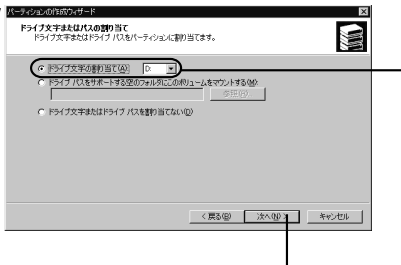 パーティションの作成ウィザード
ドライブ文字またはパスの割り当て
ドライブ文字またはドライブ パスをパーティションに割り当てます。
ドライブ文字の割り当て(A):
D:
ドライブ パスをサポートする空のフォルダにこのボリュームをマウントする(M):
参照(R)...
ドライブ文字またはドライブ パスを割り当てない(D)
< 戻る(B)
次へ(N) >
キャンセル